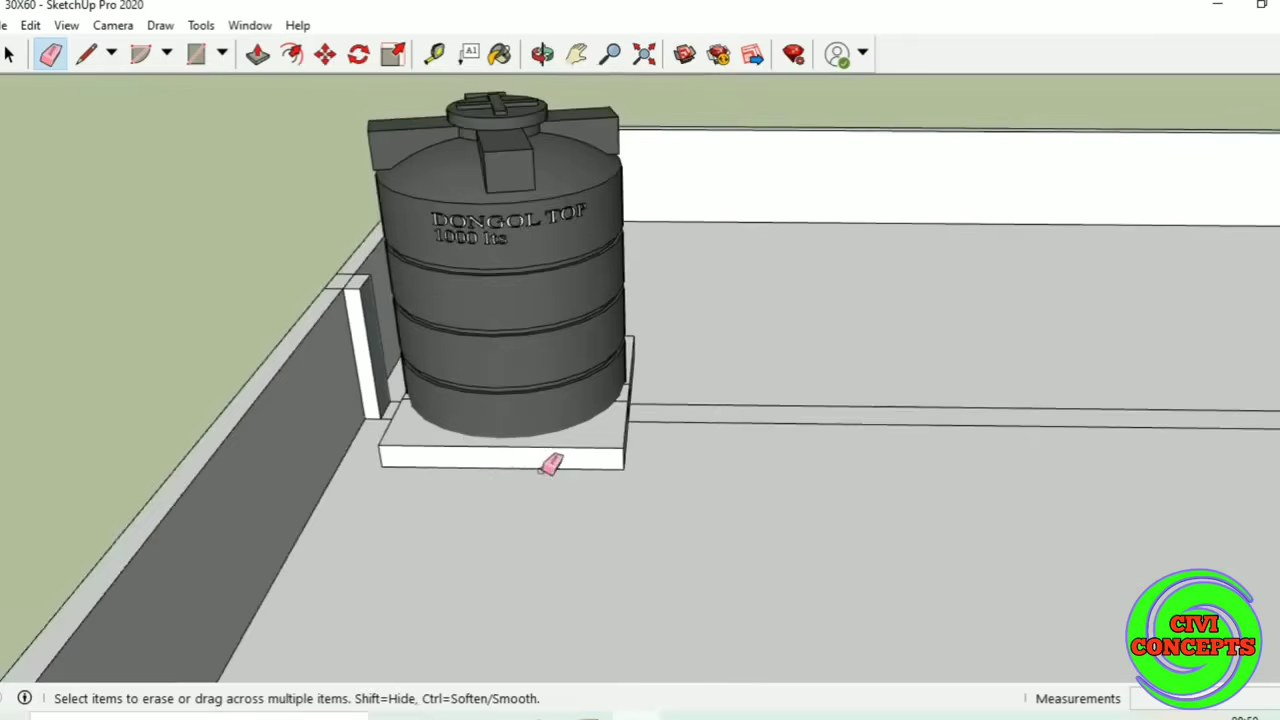 30X60 - SketchUp Pro 2020
Edit View Camera Draw Tools Window Help
A1
DONGOL TOP
1000 lts
CIVI
CONCEPTS
Select items to erase or drag across multiple items. Shift=Hide, Ctrl=Soften/Smooth.
Measurements